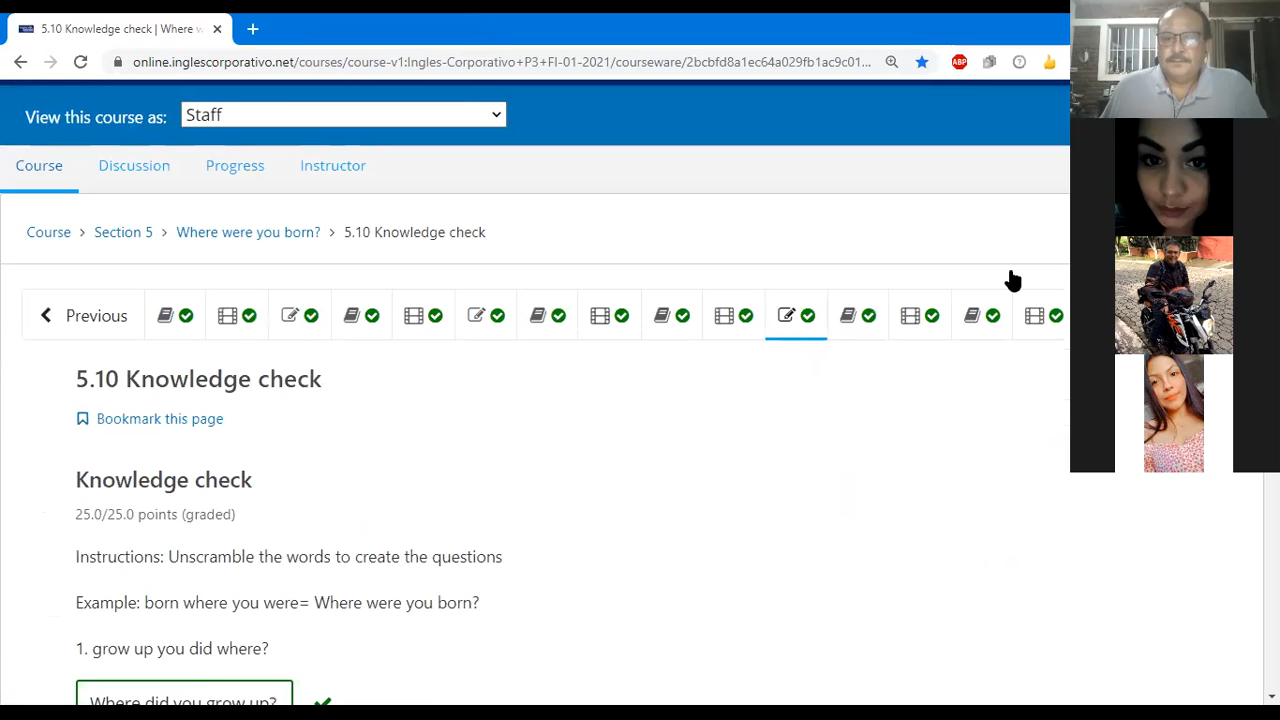 5.10 Knowledge check | Where w
online.inglescorporativo.net/courses/course-v1:Ingles-Corporativo+P3+FI-01-2021/courseware/2bcbfd8a1ec64a029fb1ac9c01...
ABP
View this course as:
Staff
Course
Discussion
Progress
Instructor
Course > Section 5 > Where were you born? > 5.10 Knowledge check
Previous
5.10 Knowledge check
Bookmark this page
Knowledge check
25.0/25.0 points (graded)
Instructions: Unscramble the words to create the questions
Example: born where you were= Where were you born?
1. grow up you did where?
Where did you grow up?